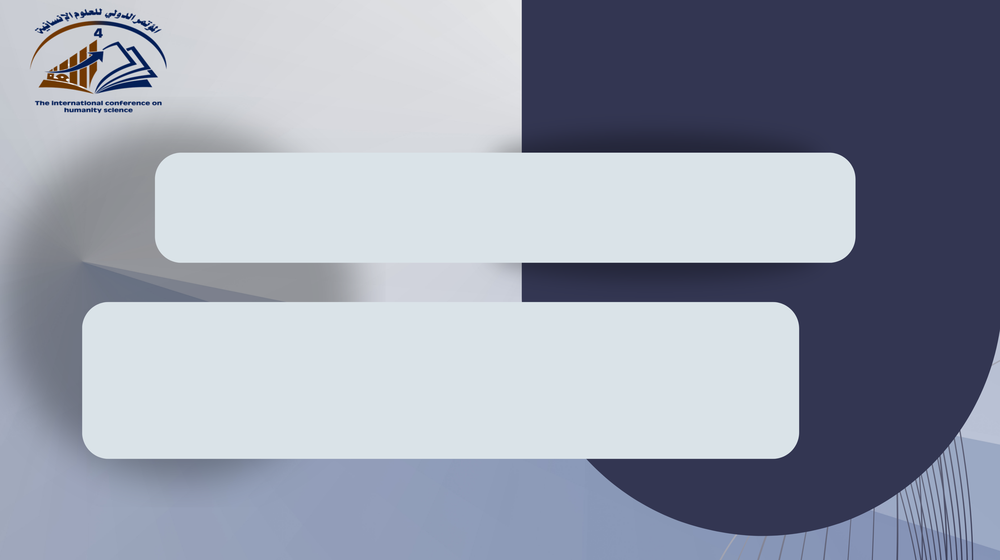 المؤتمر الدولي للعلوم الإنسانية
4
The international conference on
humanity science